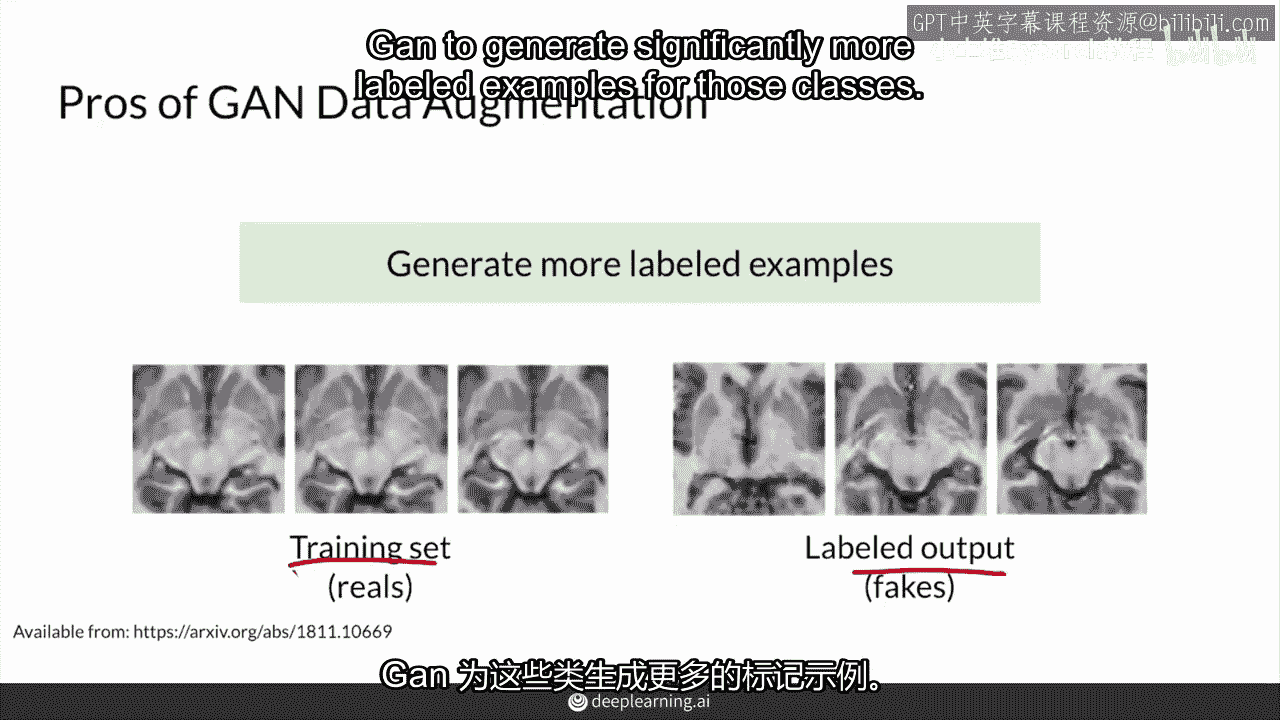 GPT中英字幕课程资源@bilibili.com
Gan to generate significantly more
labeled examples for those classes.
Pros of GAN Data Augmentation
Generate more labeled examples
Training set
(reals)
Labeled output
(fakes)
Available from: https://arxiv.org/abs/1811.10669
Gan 为这些类生成更多的标记示例。
deeplearning.ai